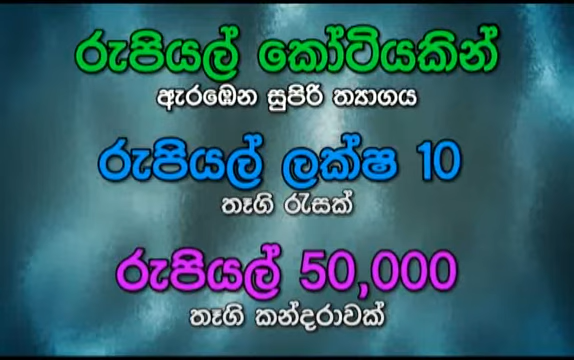 රුපියල් කෝටියකින්
ඇරඹෙන සුපිරි ත්‍යාගය
රුපියල් ලක්ෂ 10
තෑගි රැසක්
රුපියල් 50,000
තෑගි කන්දරාවක්